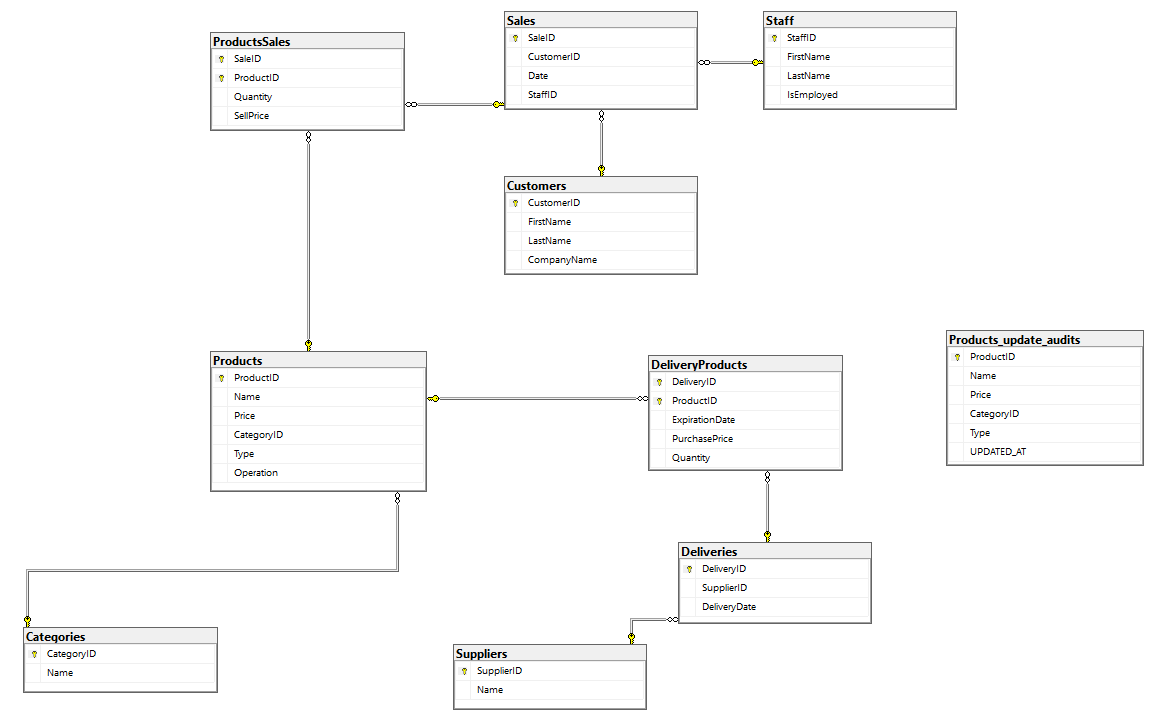 ProductsSales
SaleID
ProductID
Quantity
SellPrice
Sales
SaleID
CustomerID
Date
StaffID
Staff
StaffID
FirstName
LastName
IsEmployed
Customers
CustomerID
FirstName
LastName
CompanyName
Products
ProductID
Name
Price
CategoryID
Type
Operation
DeliveryProducts
DeliveryID
ProductID
ExpirationDate
PurchasePrice
Quantity
Products_update_audits
ProductID
Name
Price
CategoryID
Type
UPDATED_AT
Deliveries
DeliveryID
SupplierID
DeliveryDate
Categories
CategoryID
Name
Suppliers
SupplierID
Name